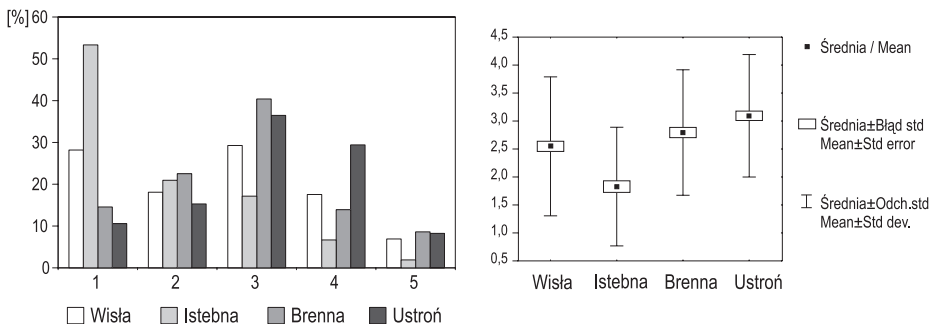 [%] 60
50
40
30
20
10
0
1 2 3 4 5
Wisła Istebna Brenna Ustroń
4,5
4,0
3,5
3,0
2,5
2,0
1,5
1,0
0,5
Wisła Istebna Brenna Ustroń
Średnia / Mean
Średnia±Błąd std
Mean±Std error
Średnia±Odch.std
Mean±Std dev.